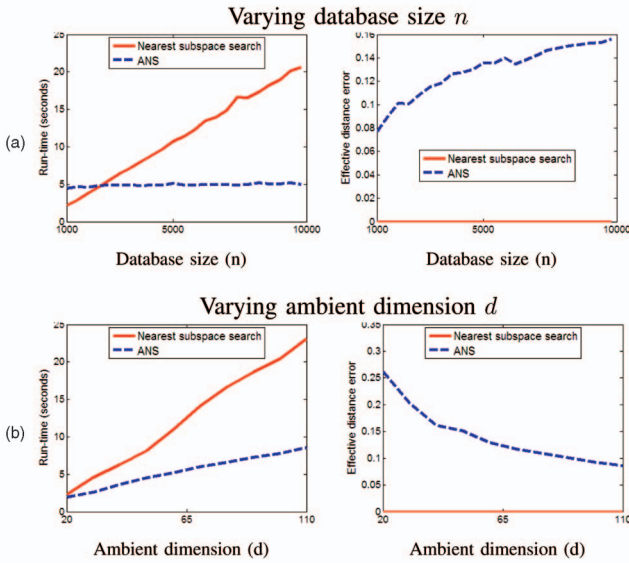 Varying database size n
(a)
Run-time (seconds)
25
20
15
10
5
0
1000
5000
10000
Nearest subspace search
ANS
Database size (n)
Effective distance error
0.16
0.14
0.12
0.1
0.08
0.06
0.04
0.02
0
1000
5000
10000
Nearest subspace search
ANS
Database size (n)
Varying ambient dimension d
(b)
Run-time (seconds)
25
20
15
10
5
0
20
65
110
Nearest subspace search
ANS
Ambient dimension (d)
Effective distance error
0.35
0.3
0.25
0.2
0.15
0.1
0.05
0
20
65
110
Nearest subspace search
ANS
Ambient dimension (d)